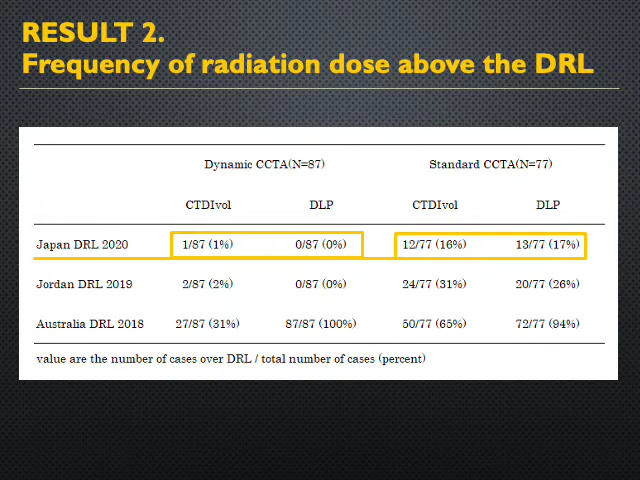 RESULT 2.
Frequency of radiation dose above the DRL
Dynamic CCTA(N=87) Standard CCTA(N=77)
CTDIvol DLP CTDIvol DLP
Japan DRL 2020 1/87 (1%) 0/87 (0%) 12/77 (16%) 13/77 (17%)
Jordan DRL 2019 2/87 (2%) 0/87 (0%) 24/77 (31%) 20/77 (26%)
Australia DRL 2018 27/87 (31%) 87/87 (100%) 50/77 (65%) 72/77 (94%)
value are the number of cases over DRL / total number of cases (percent)